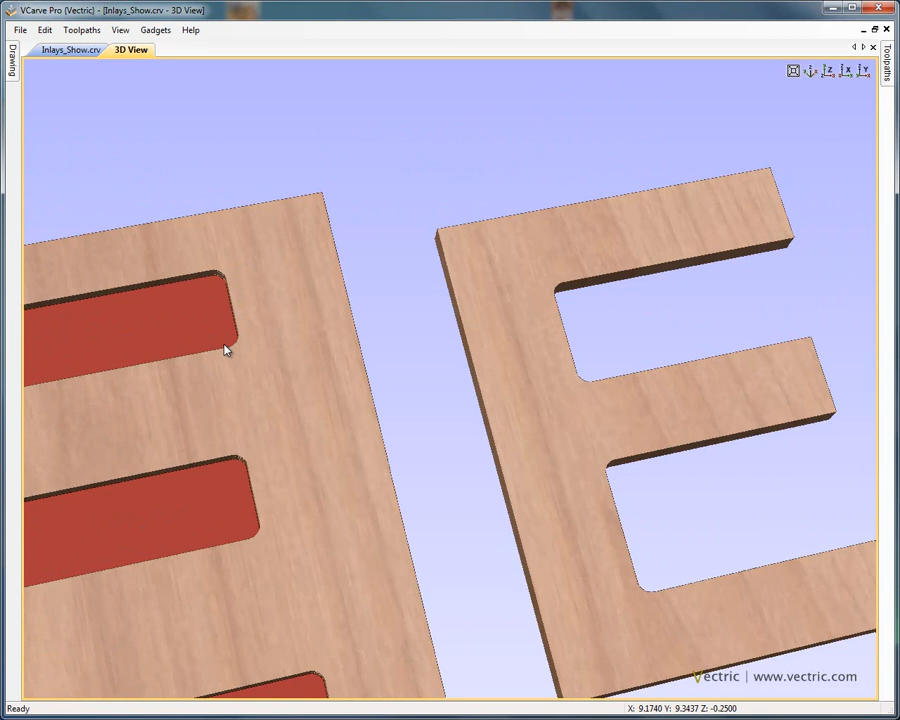 VCarve Pro {Vectric} - [Inlays_Show.crv - 3D View]
File Edit Toolpaths View Gadgets Help
Inlays_Show.crv 3D View
Drawing
Toolpaths
Z X Y
Vectric | www.vectric.com
Ready X: 9.1740 Y: 9.3437 Z: -0.2500